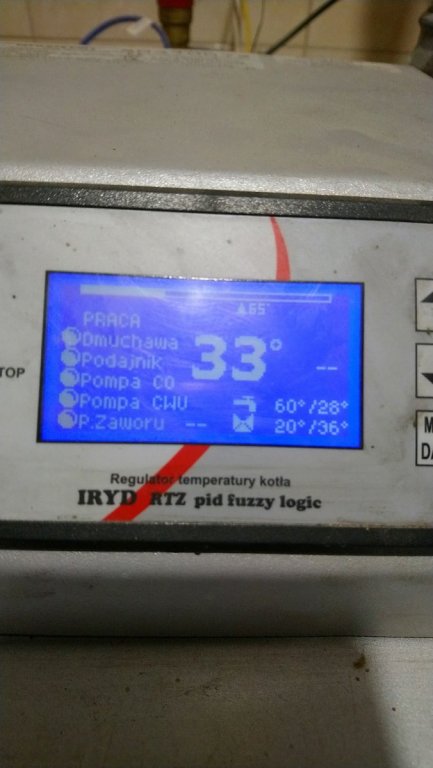 ▲65°
PRACA
Dmuchawa
33°
Podajnik
--
Pompa CO
Pompa CWU
60°/28°
P.Zaworu --
20°/36°
TOP
M
DA
Regulator temperatury kotła
IRYD RTZ pid fuzzy logic